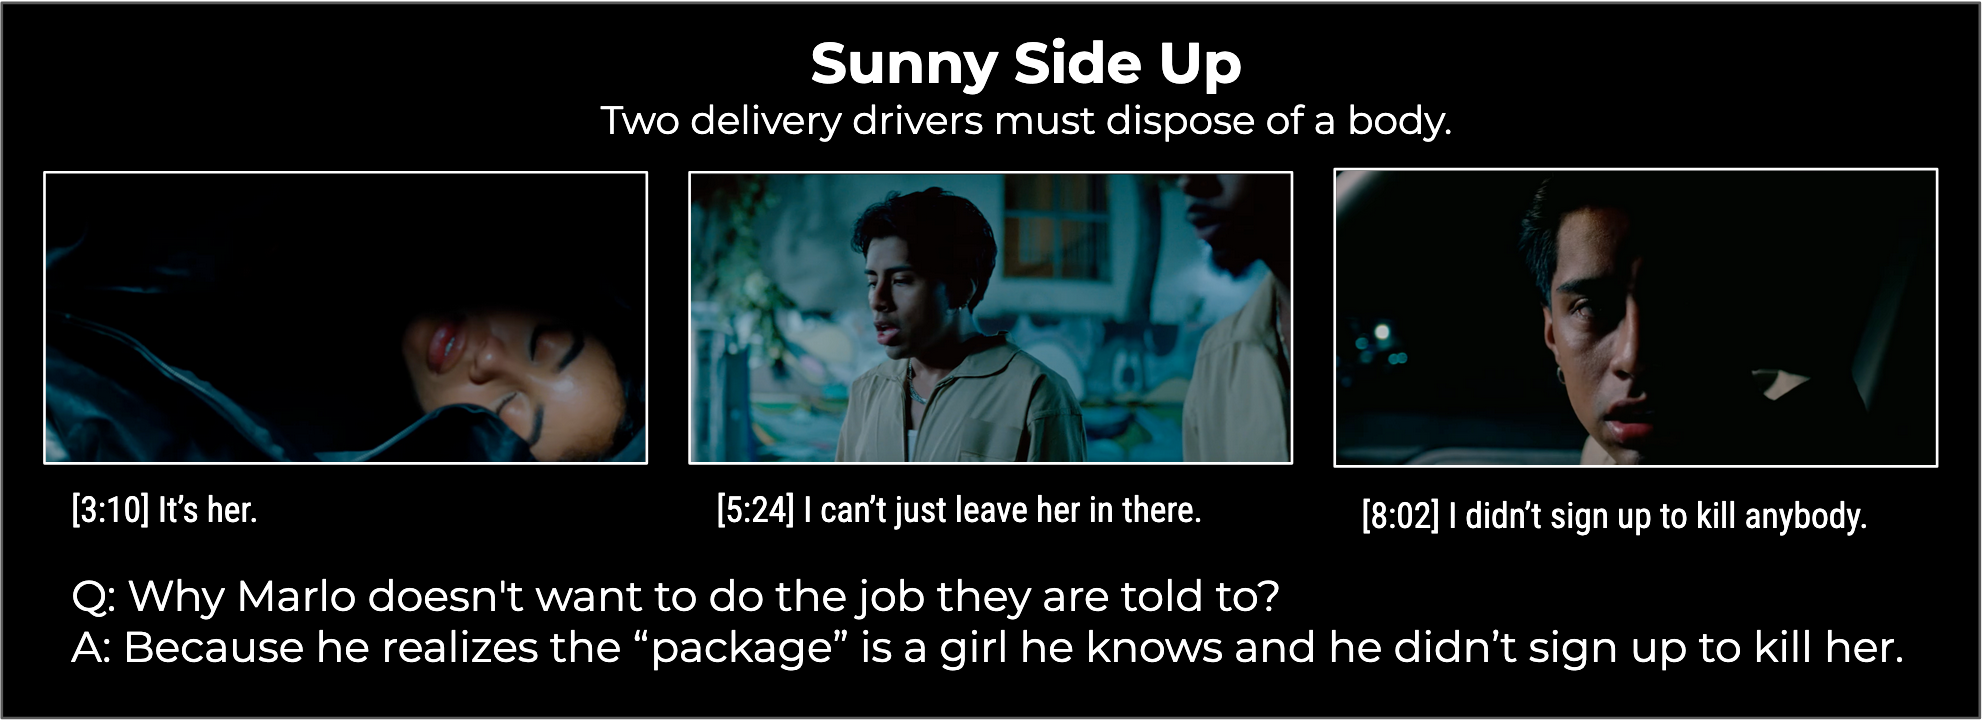 Sunny Side Up
Two delivery drivers must dispose of a body.
[3:10] It’s her.
[5:24] I can’t just leave her in there.
[8:02] I didn’t sign up to kill anybody.
Q: Why Marlo doesn't want to do the job they are told to?
A: Because he realizes the “package” is a girl he knows and he didn’t sign up to kill her.